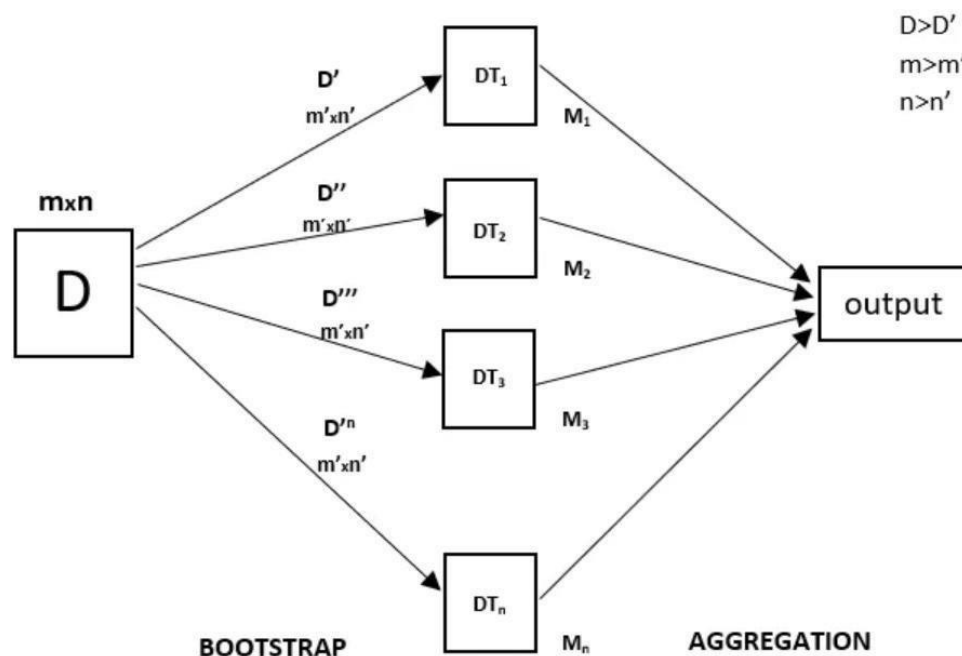 D>D'
m>m'
n>n'
D'
m'xn'
DT₁
M₁
mxn
D
D''
m'xn'
DT₂
M₂
D'''
m'xn'
DT₃
M₃
output
D'ⁿ
m'xn'
DTₙ
Mₙ
BOOTSTRAP
AGGREGATION